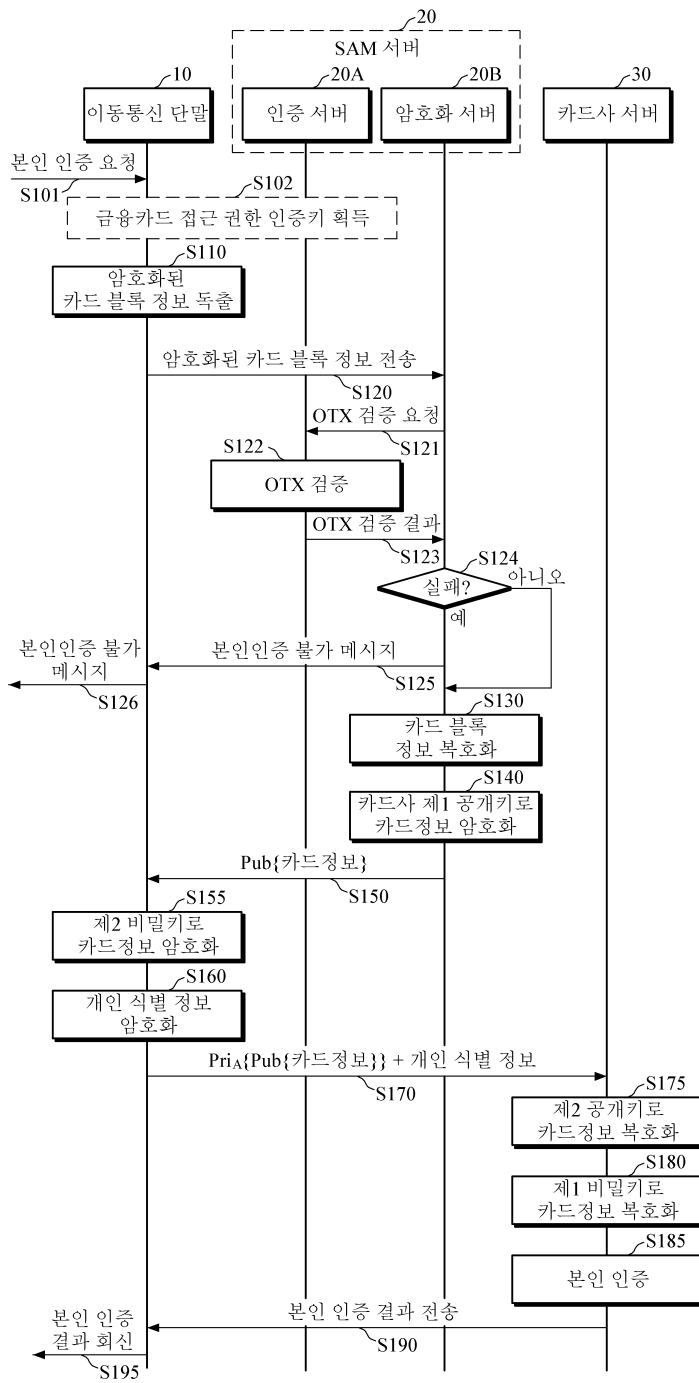 20
SAM 서버
10
20A
20B
30
이동통신 단말
인증 서버
암호화 서버
카드사 서버
본인 인증 요청
S101
S102
금융카드 접근 권한 인증키 획득
S110
암호화된
카드 블록 정보 독출
암호화된 카드 블록 정보 전송
S120
OTX 검증 요청
S121
S122
OTX 검증
OTX 검증 결과
S123
S124
실패?
아니오
예
본인인증 불가
메시지
S126
본인인증 불가 메시지
S125
S130
카드 블록
정보 복호화
S140
카드사 제1 공개키로
카드정보 암호화
Pub{카드정보}
S150
S155
제2 비밀키로
카드정보 암호화
S160
개인 식별 정보
암호화
PriA{Pub{카드정보}} + 개인 식별 정보
S170
S175
제2 공개키로
카드정보 복호화
S180
제1 비밀키로
카드정보 복호화
S185
본인 인증
본인 인증 결과 전송
S190
본인 인증
결과 회신
S195